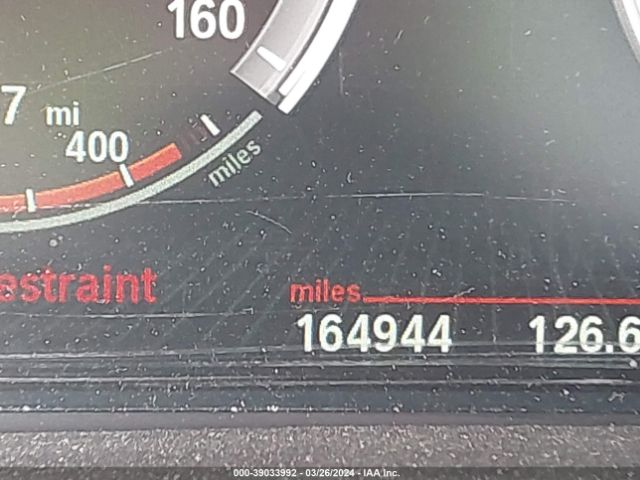 160
7 mi
400
miles
estraint
miles
164944 126.6
000-39033992 - 03/26/2024 - IAA Inc.